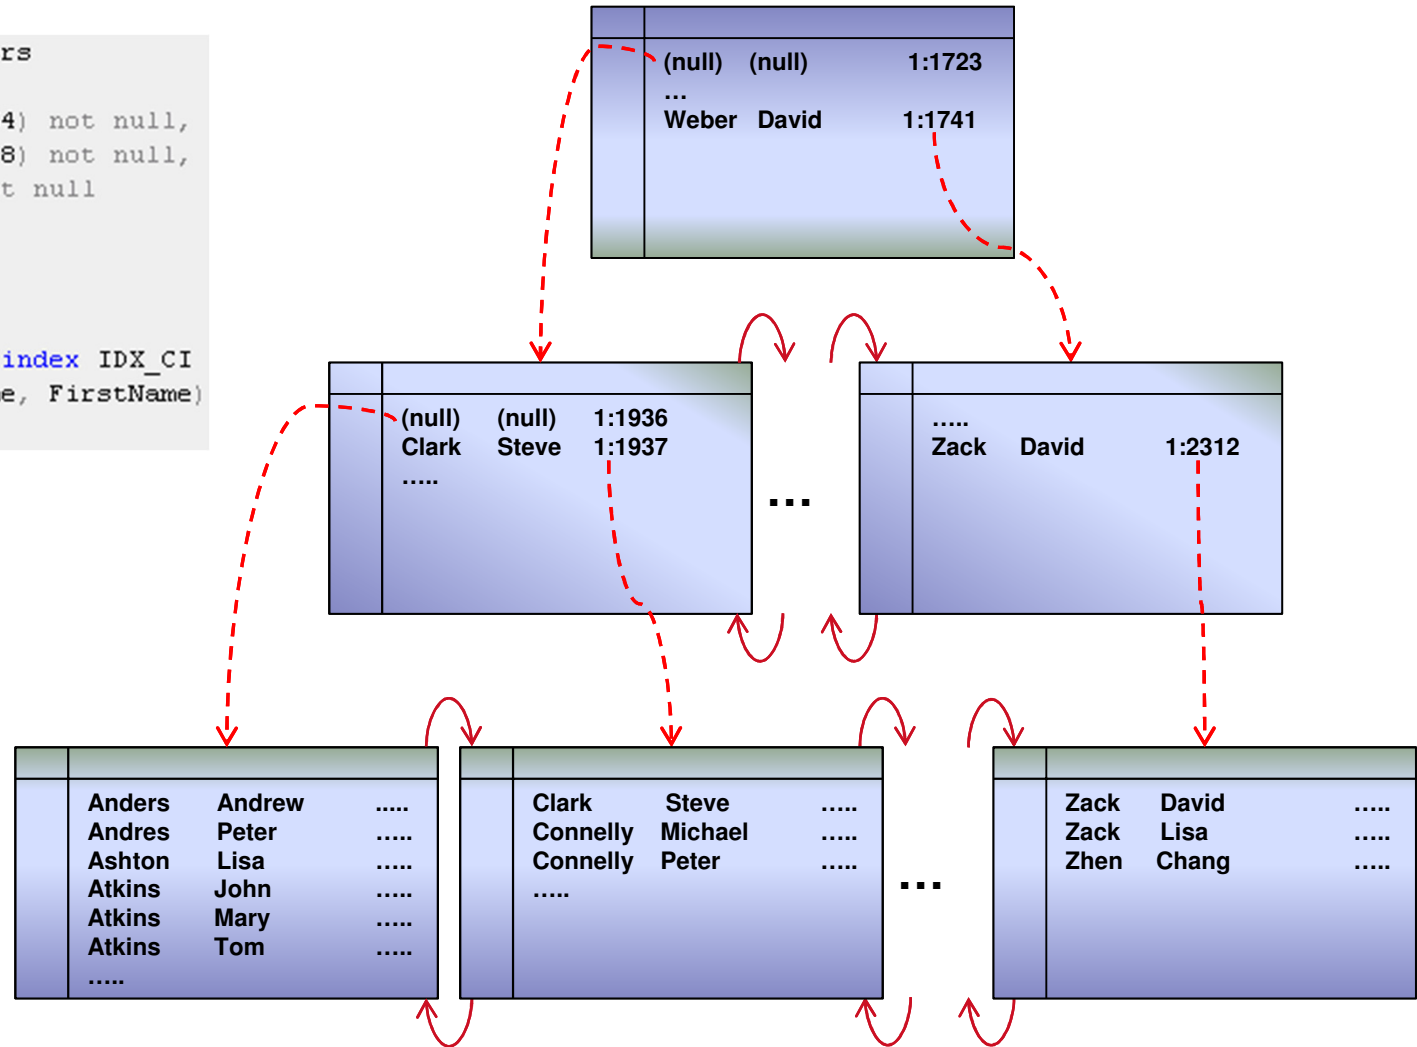 rs
4) not null,
8) not null,
t null
index IDX_CI
e, FirstName)
(null) (null) 1:1723
...
Weber David 1:1741
(null) (null) 1:1936
Clark Steve 1:1937
.....
...
.....
Zack David 1:2312
Anders Andrew .....
Andres Peter .....
Ashton Lisa .....
Atkins John .....
Atkins Mary .....
Atkins Tom .....
.....
Clark Steve .....
Connelly Michael .....
Connelly Peter .....
.....
...
Zack David .....
Zack Lisa .....
Zhen Chang .....